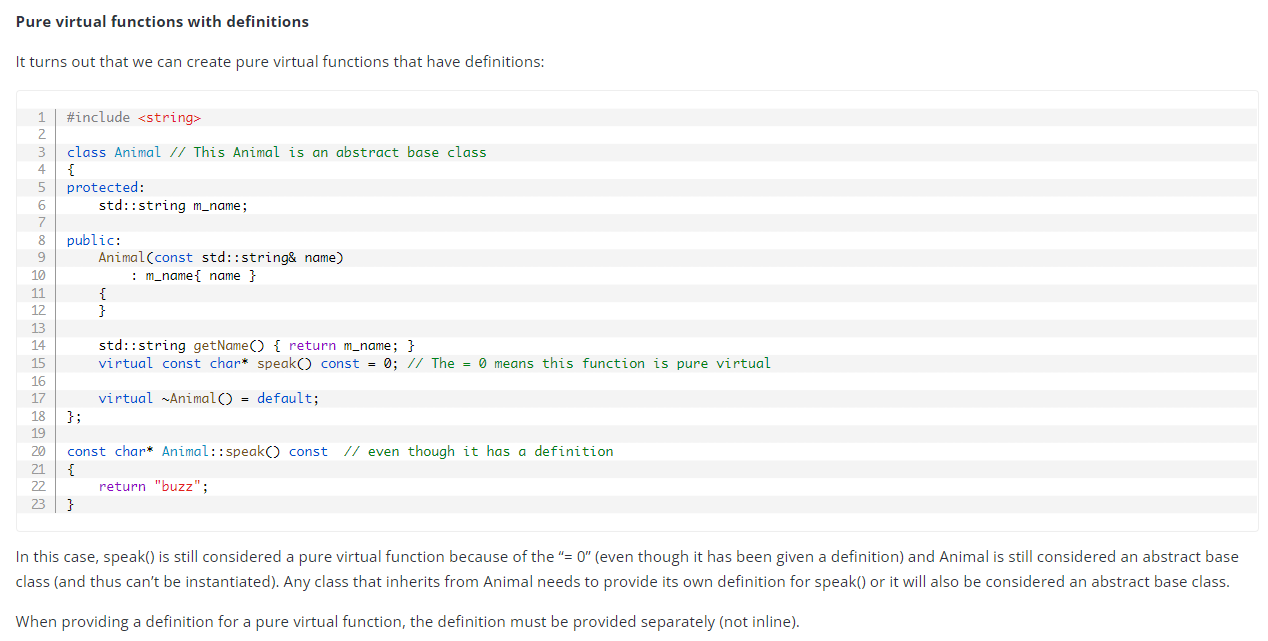 Pure virtual functions with definitions
It turns out that we can create pure virtual functions that have definitions:
1 #include <string>
2
3 class Animal // This Animal is an abstract base class
4 {
5 protected:
6     std::string m_name;
7
8 public:
9     Animal(const std::string& name)
10         : m_name{ name }
11     {
12     }
13
14     std::string getName() { return m_name; }
15     virtual const char* speak() const = 0; // The = 0 means this function is pure virtual
16
17     virtual ~Animal() = default;
18 };
19
20 const char* Animal::speak() const  // even though it has a definition
21 {
22     return "buzz";
23 }
In this case, speak() is still considered a pure virtual function because of the “= 0” (even though it has been given a definition) and Animal is still considered an abstract base
class (and thus can’t be instantiated). Any class that inherits from Animal needs to provide its own definition for speak() or it will also be considered an abstract base class.
When providing a definition for a pure virtual function, the definition must be provided separately (not inline).